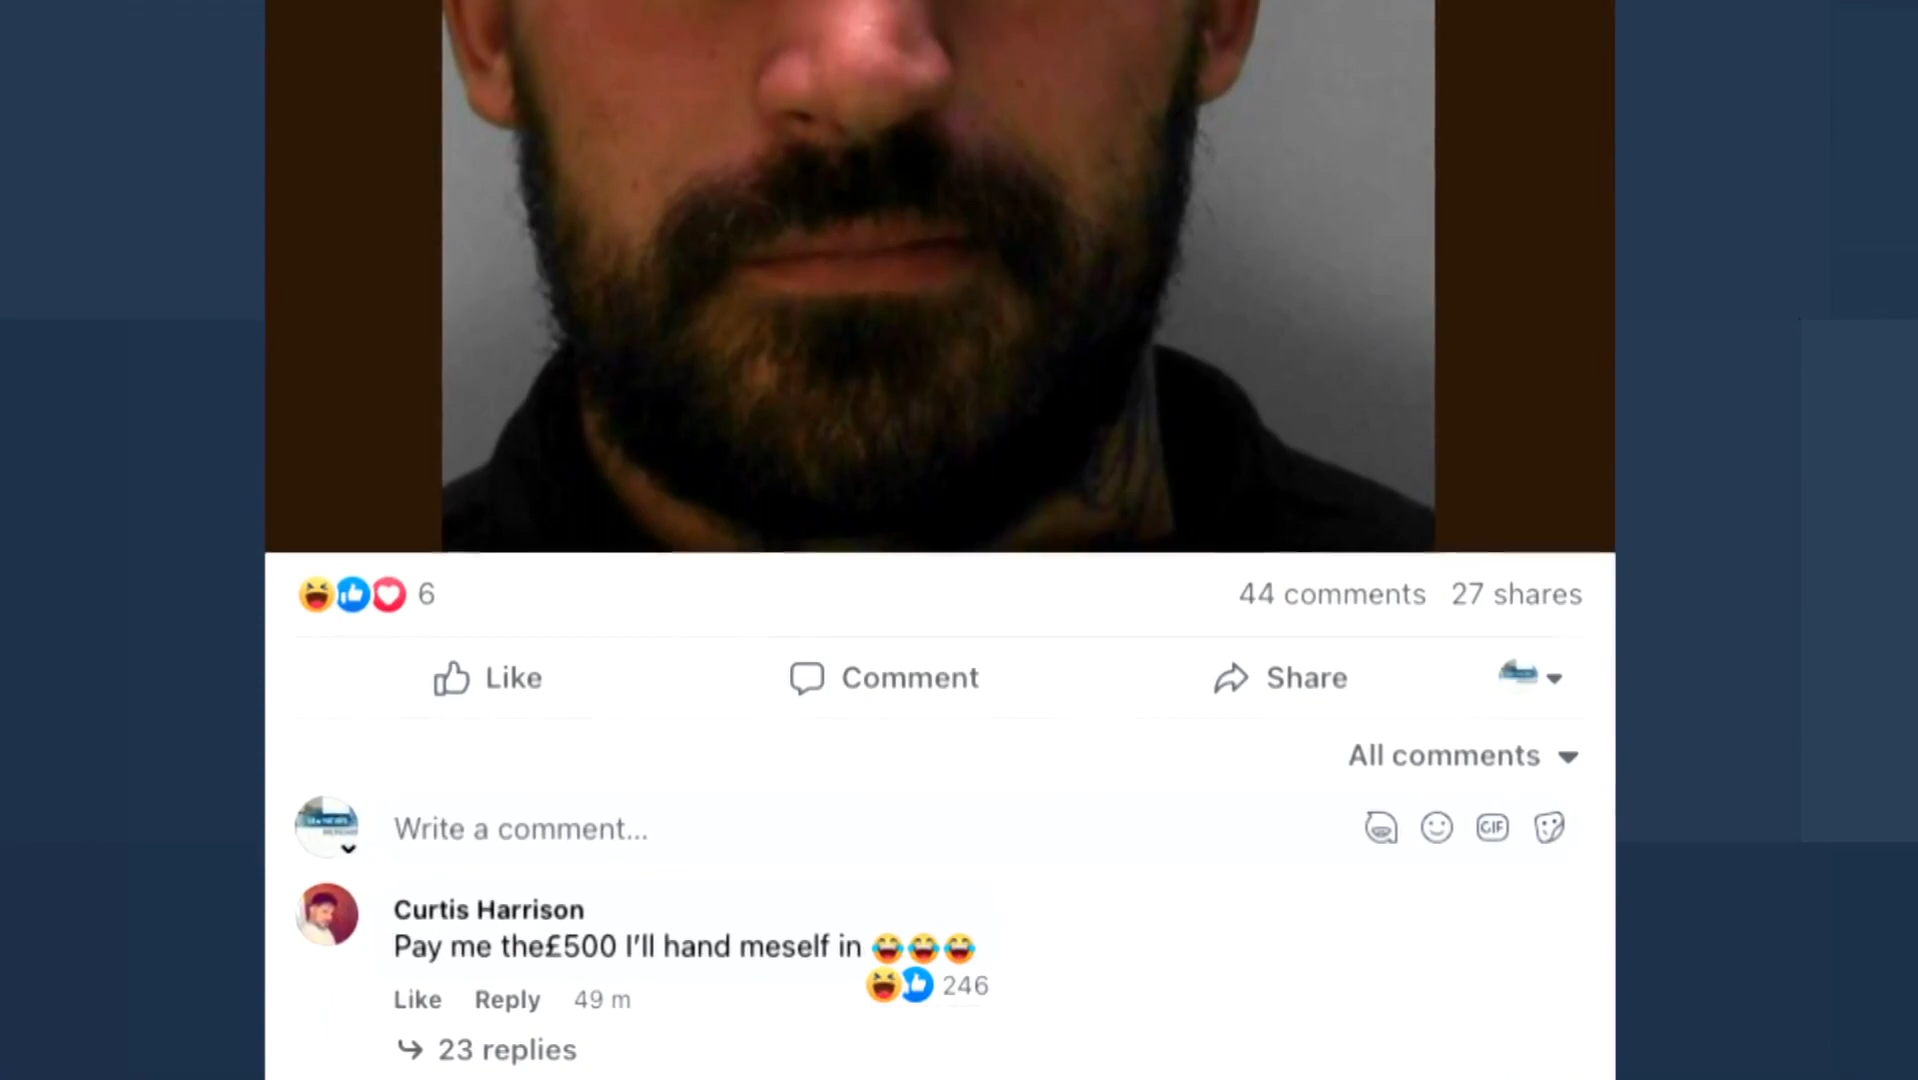 6
44 comments 27 shares
Like Comment Share
All comments
Write a comment...
GIF
Curtis Harrison
Pay me the£500 I'll hand meself in 😂😂😂
246
Like Reply 49 m
23 replies